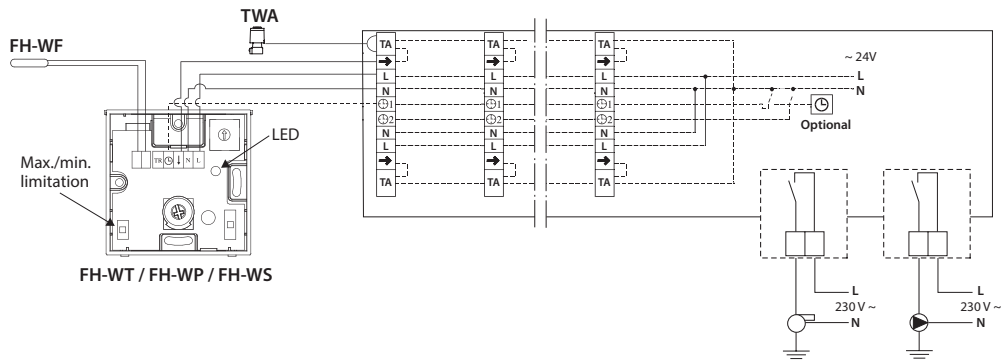 TWA
FH-WF
LED
Max./min.
limitation
TR N L
FH-WT / FH-WP / FH-WS
TA
L
N
1
2
N
L
TA
TA
L
N
1
2
N
L
TA
TA
L
N
1
2
N
L
TA
~ 24V
L
N
Optional
L
230 V ~
N
L
230 V ~
N